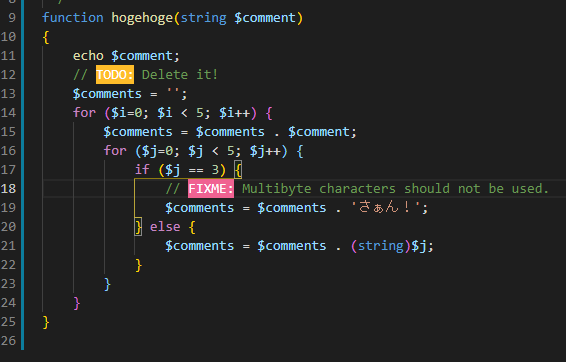 9 function hogehoge(string $comment)
10 {
11     echo $comment;
12     // TODO: Delete it!
13     $comments = '';
14     for ($i=0; $i < 5; $i++) {
15         $comments = $comments . $comment;
16         for ($j=0; $j < 5; $j++) {
17             if ($j == 3) {
18                 // FIXME: Multibyte characters should not be used.
19                 $comments = $comments . 'さぁん！';
20             } else {
21                 $comments = $comments . (string)$j;
22             }
23         }
24     }
25 }
26